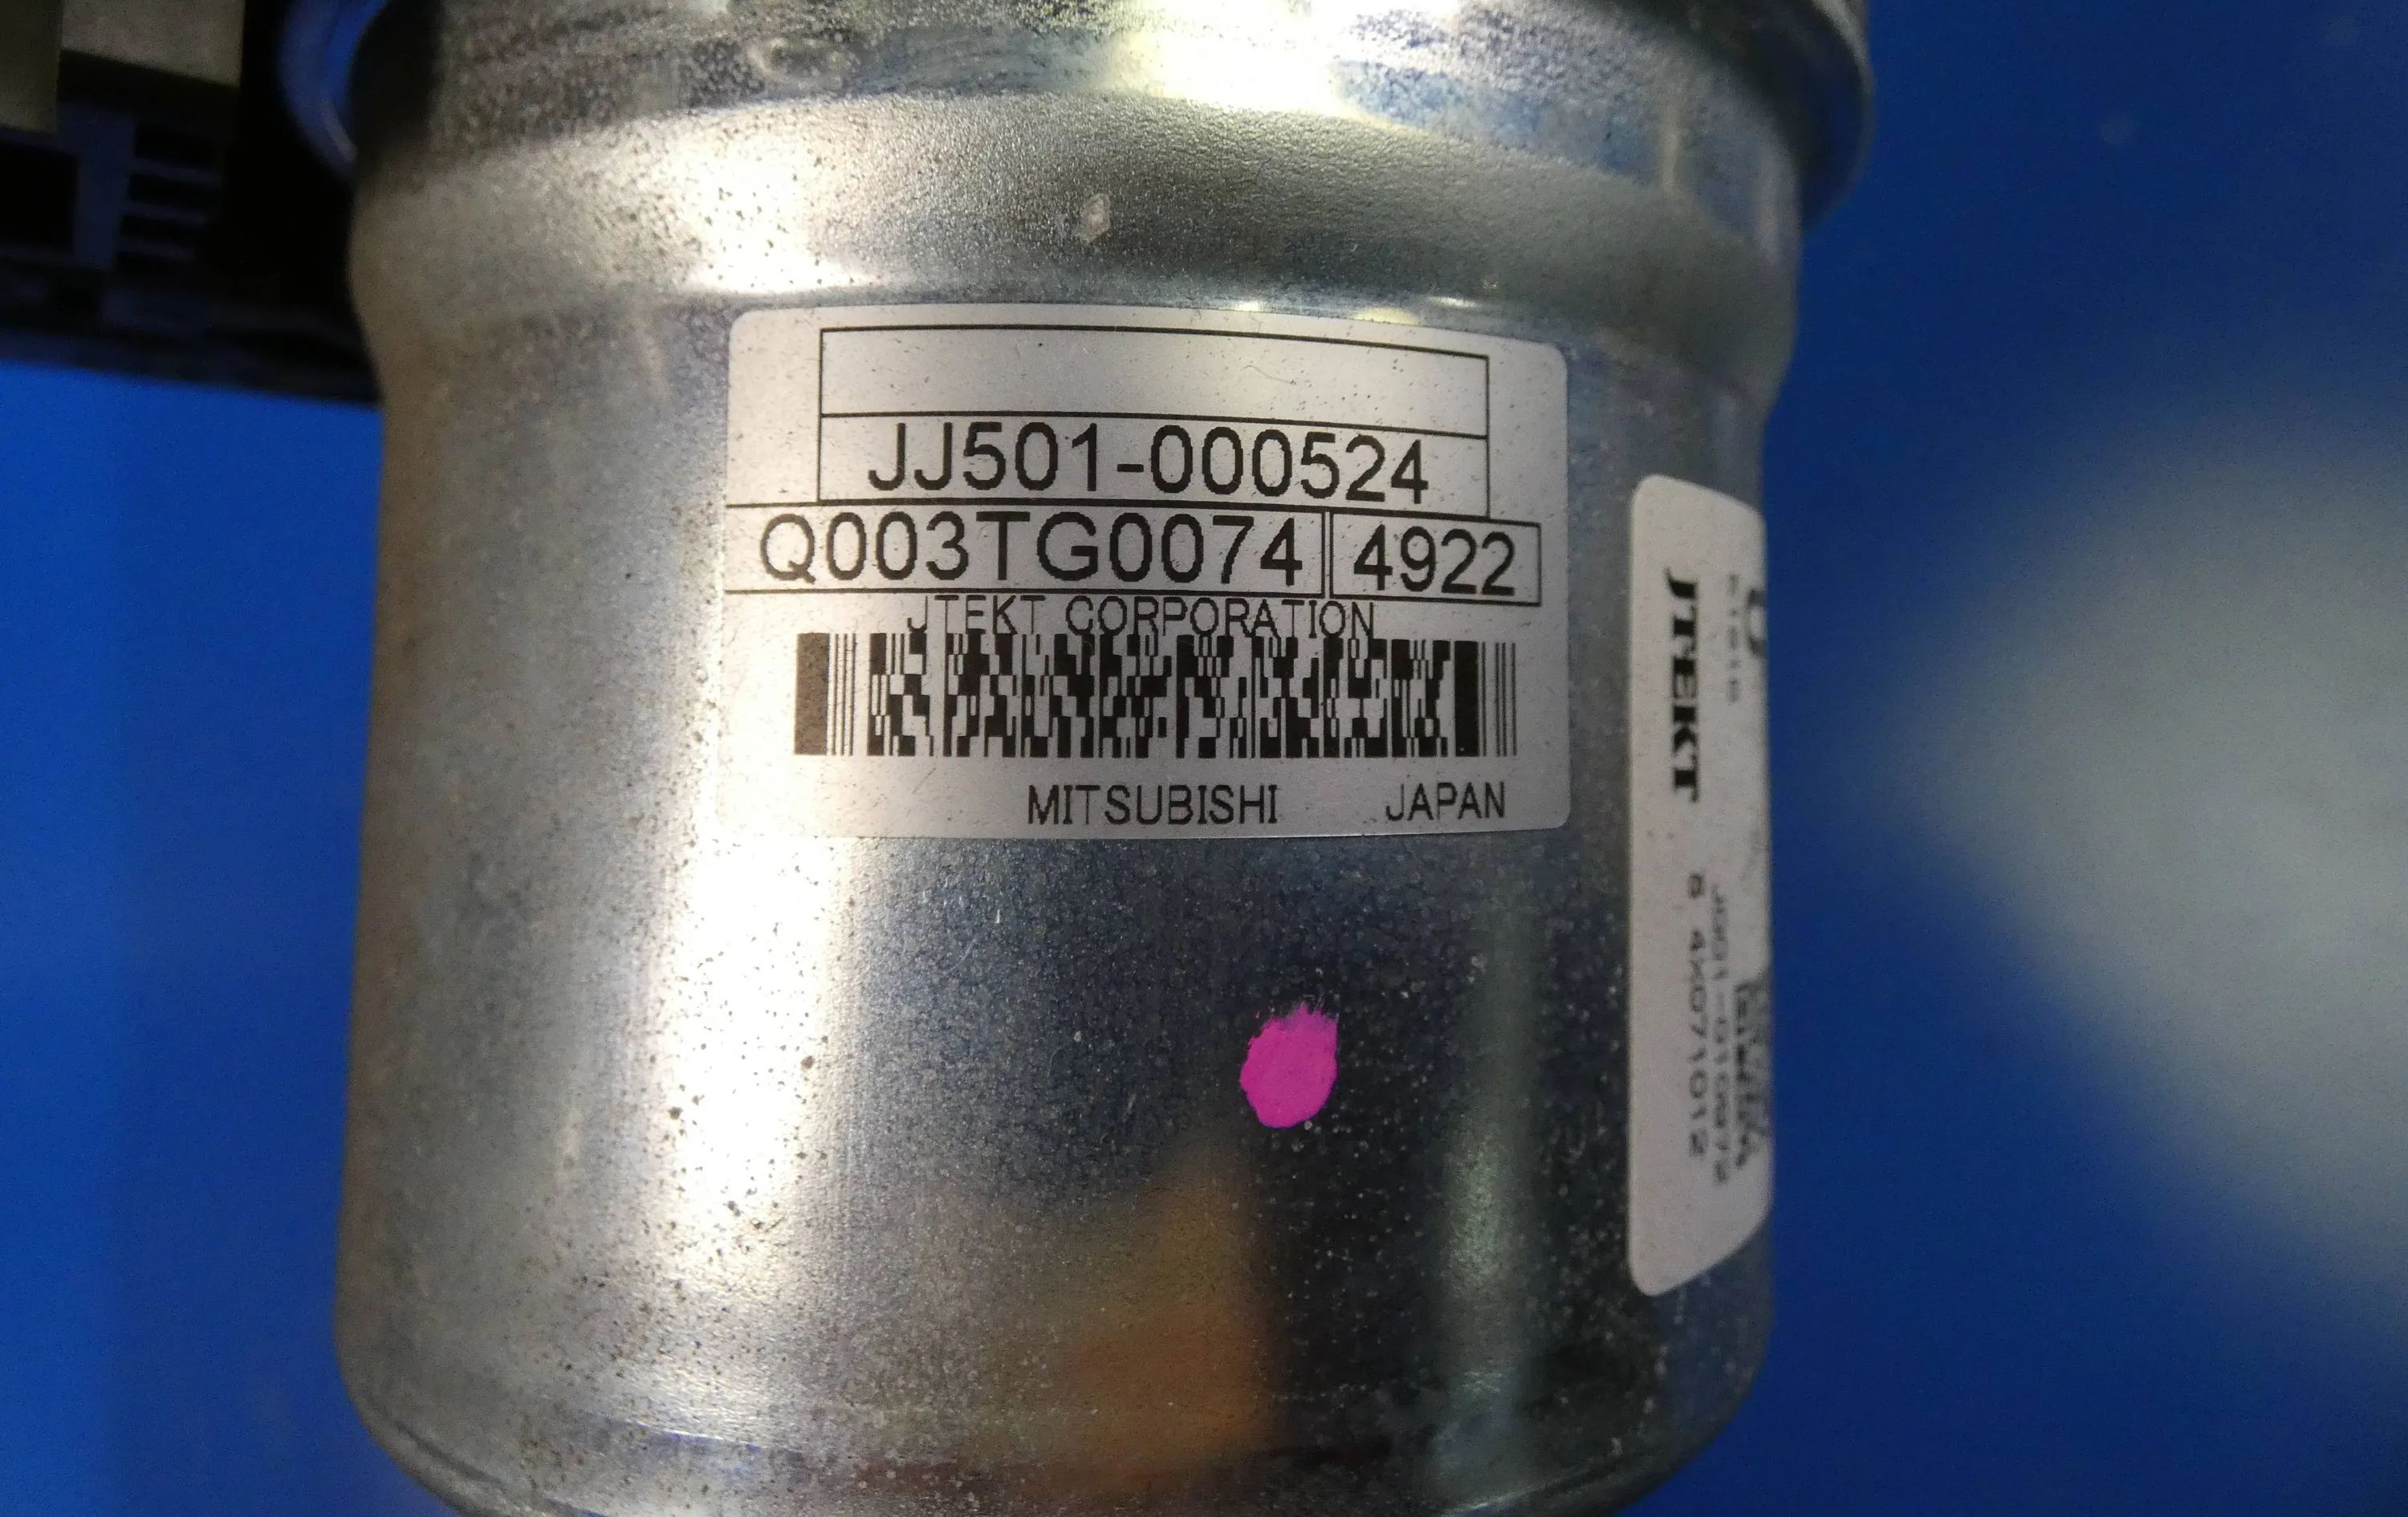 JJ501-000524
Q003TG0074 4922
JTEKT CORPORATION
MITSUBISHI JAPAN
JTEKT